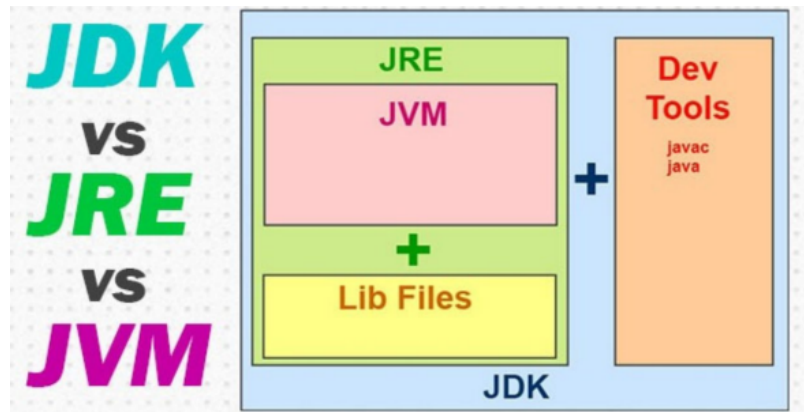 JDK
vs
JRE
vs
JVM
JRE
JVM
+
Lib Files
+
Dev
Tools
javac
java
JDK